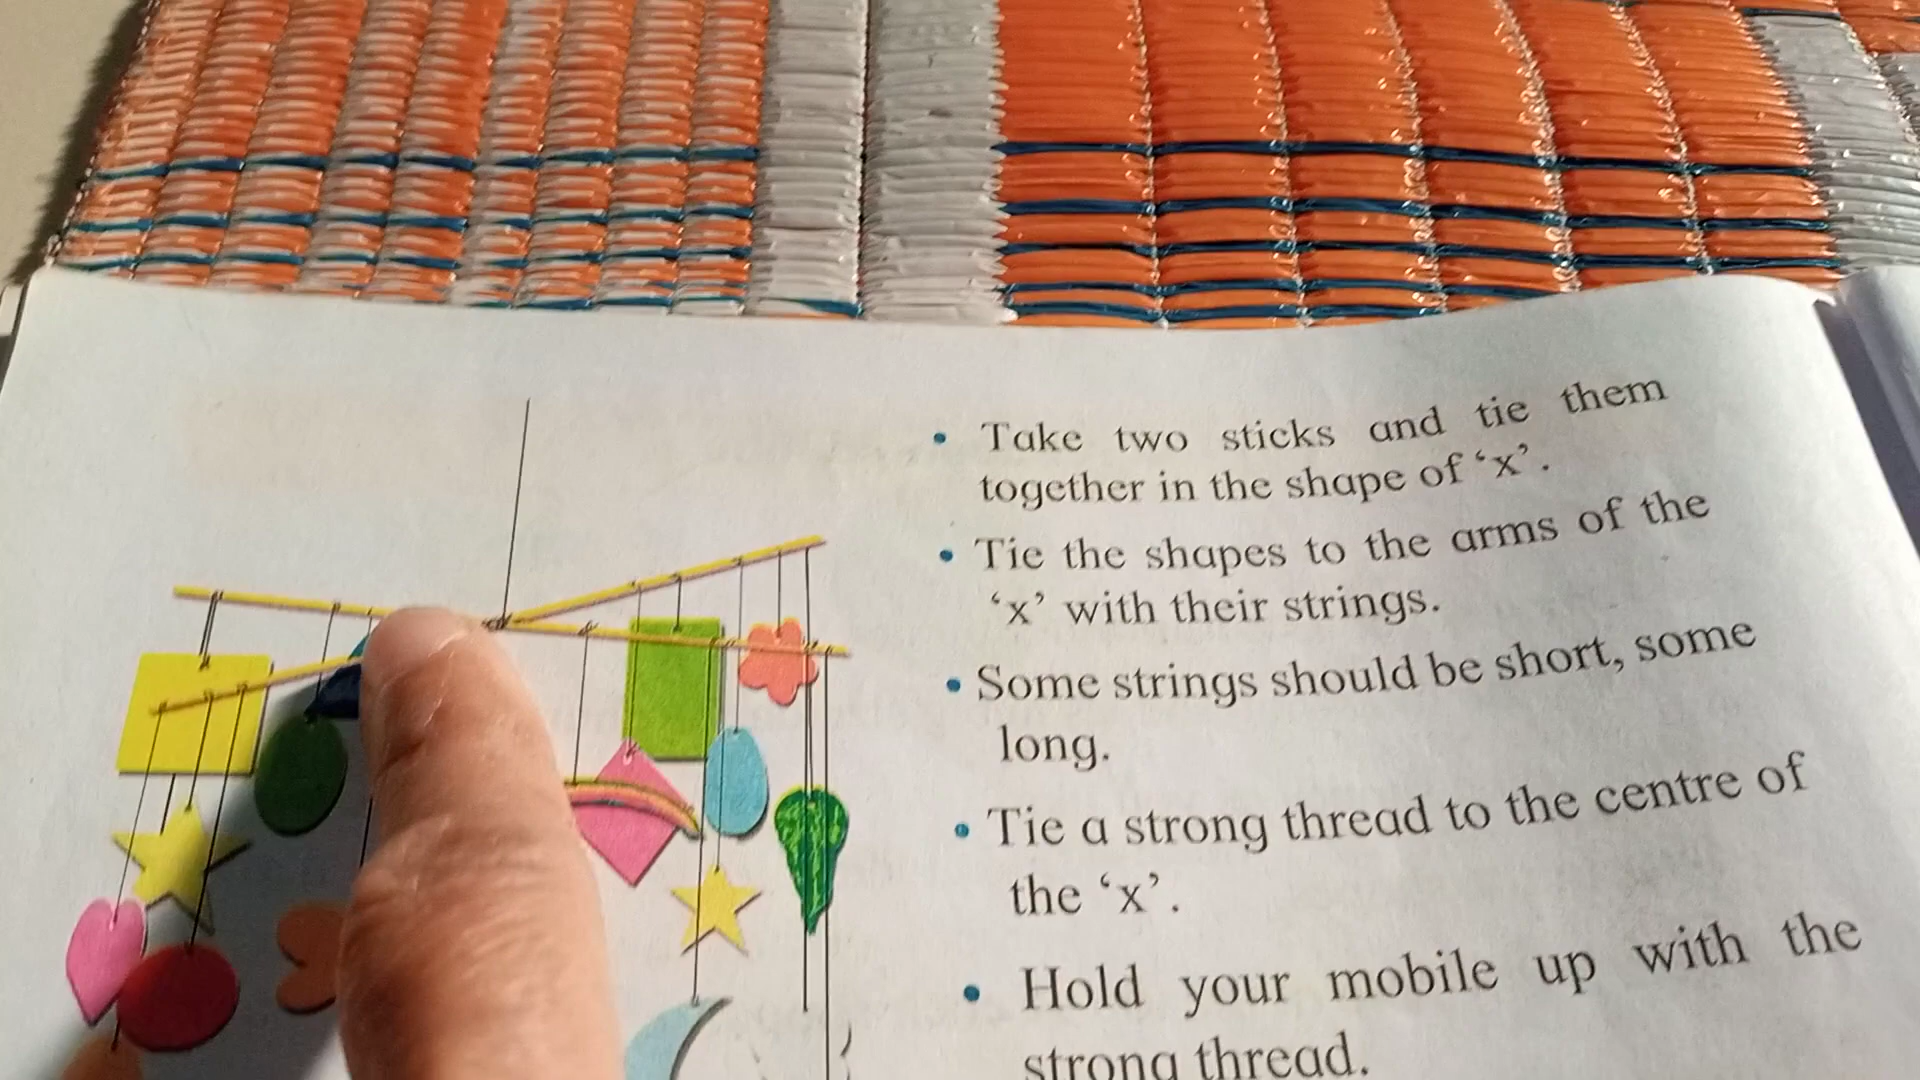 • Take two sticks and tie them
together in the shape of ‘x’.
• Tie the shapes to the arms of the
‘x’ with their strings.
• Some strings should be short, some
long.
• Tie a strong thread to the centre of
the ‘x’.
• Hold your mobile up with the
strong thread.